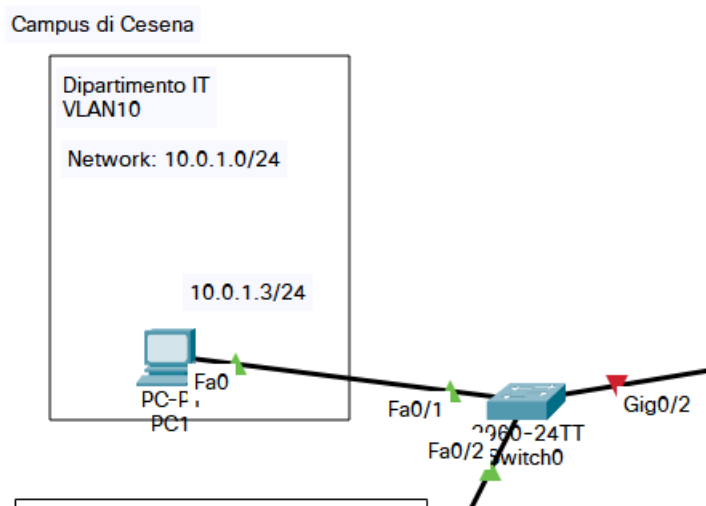 Campus di Cesena
Dipartimento IT
VLAN10
Network: 10.0.1.0/24
10.0.1.3/24
Fa0
PC1
Fa0/1
Gig0/2
2960-24TT
Fa0/2
Switch0